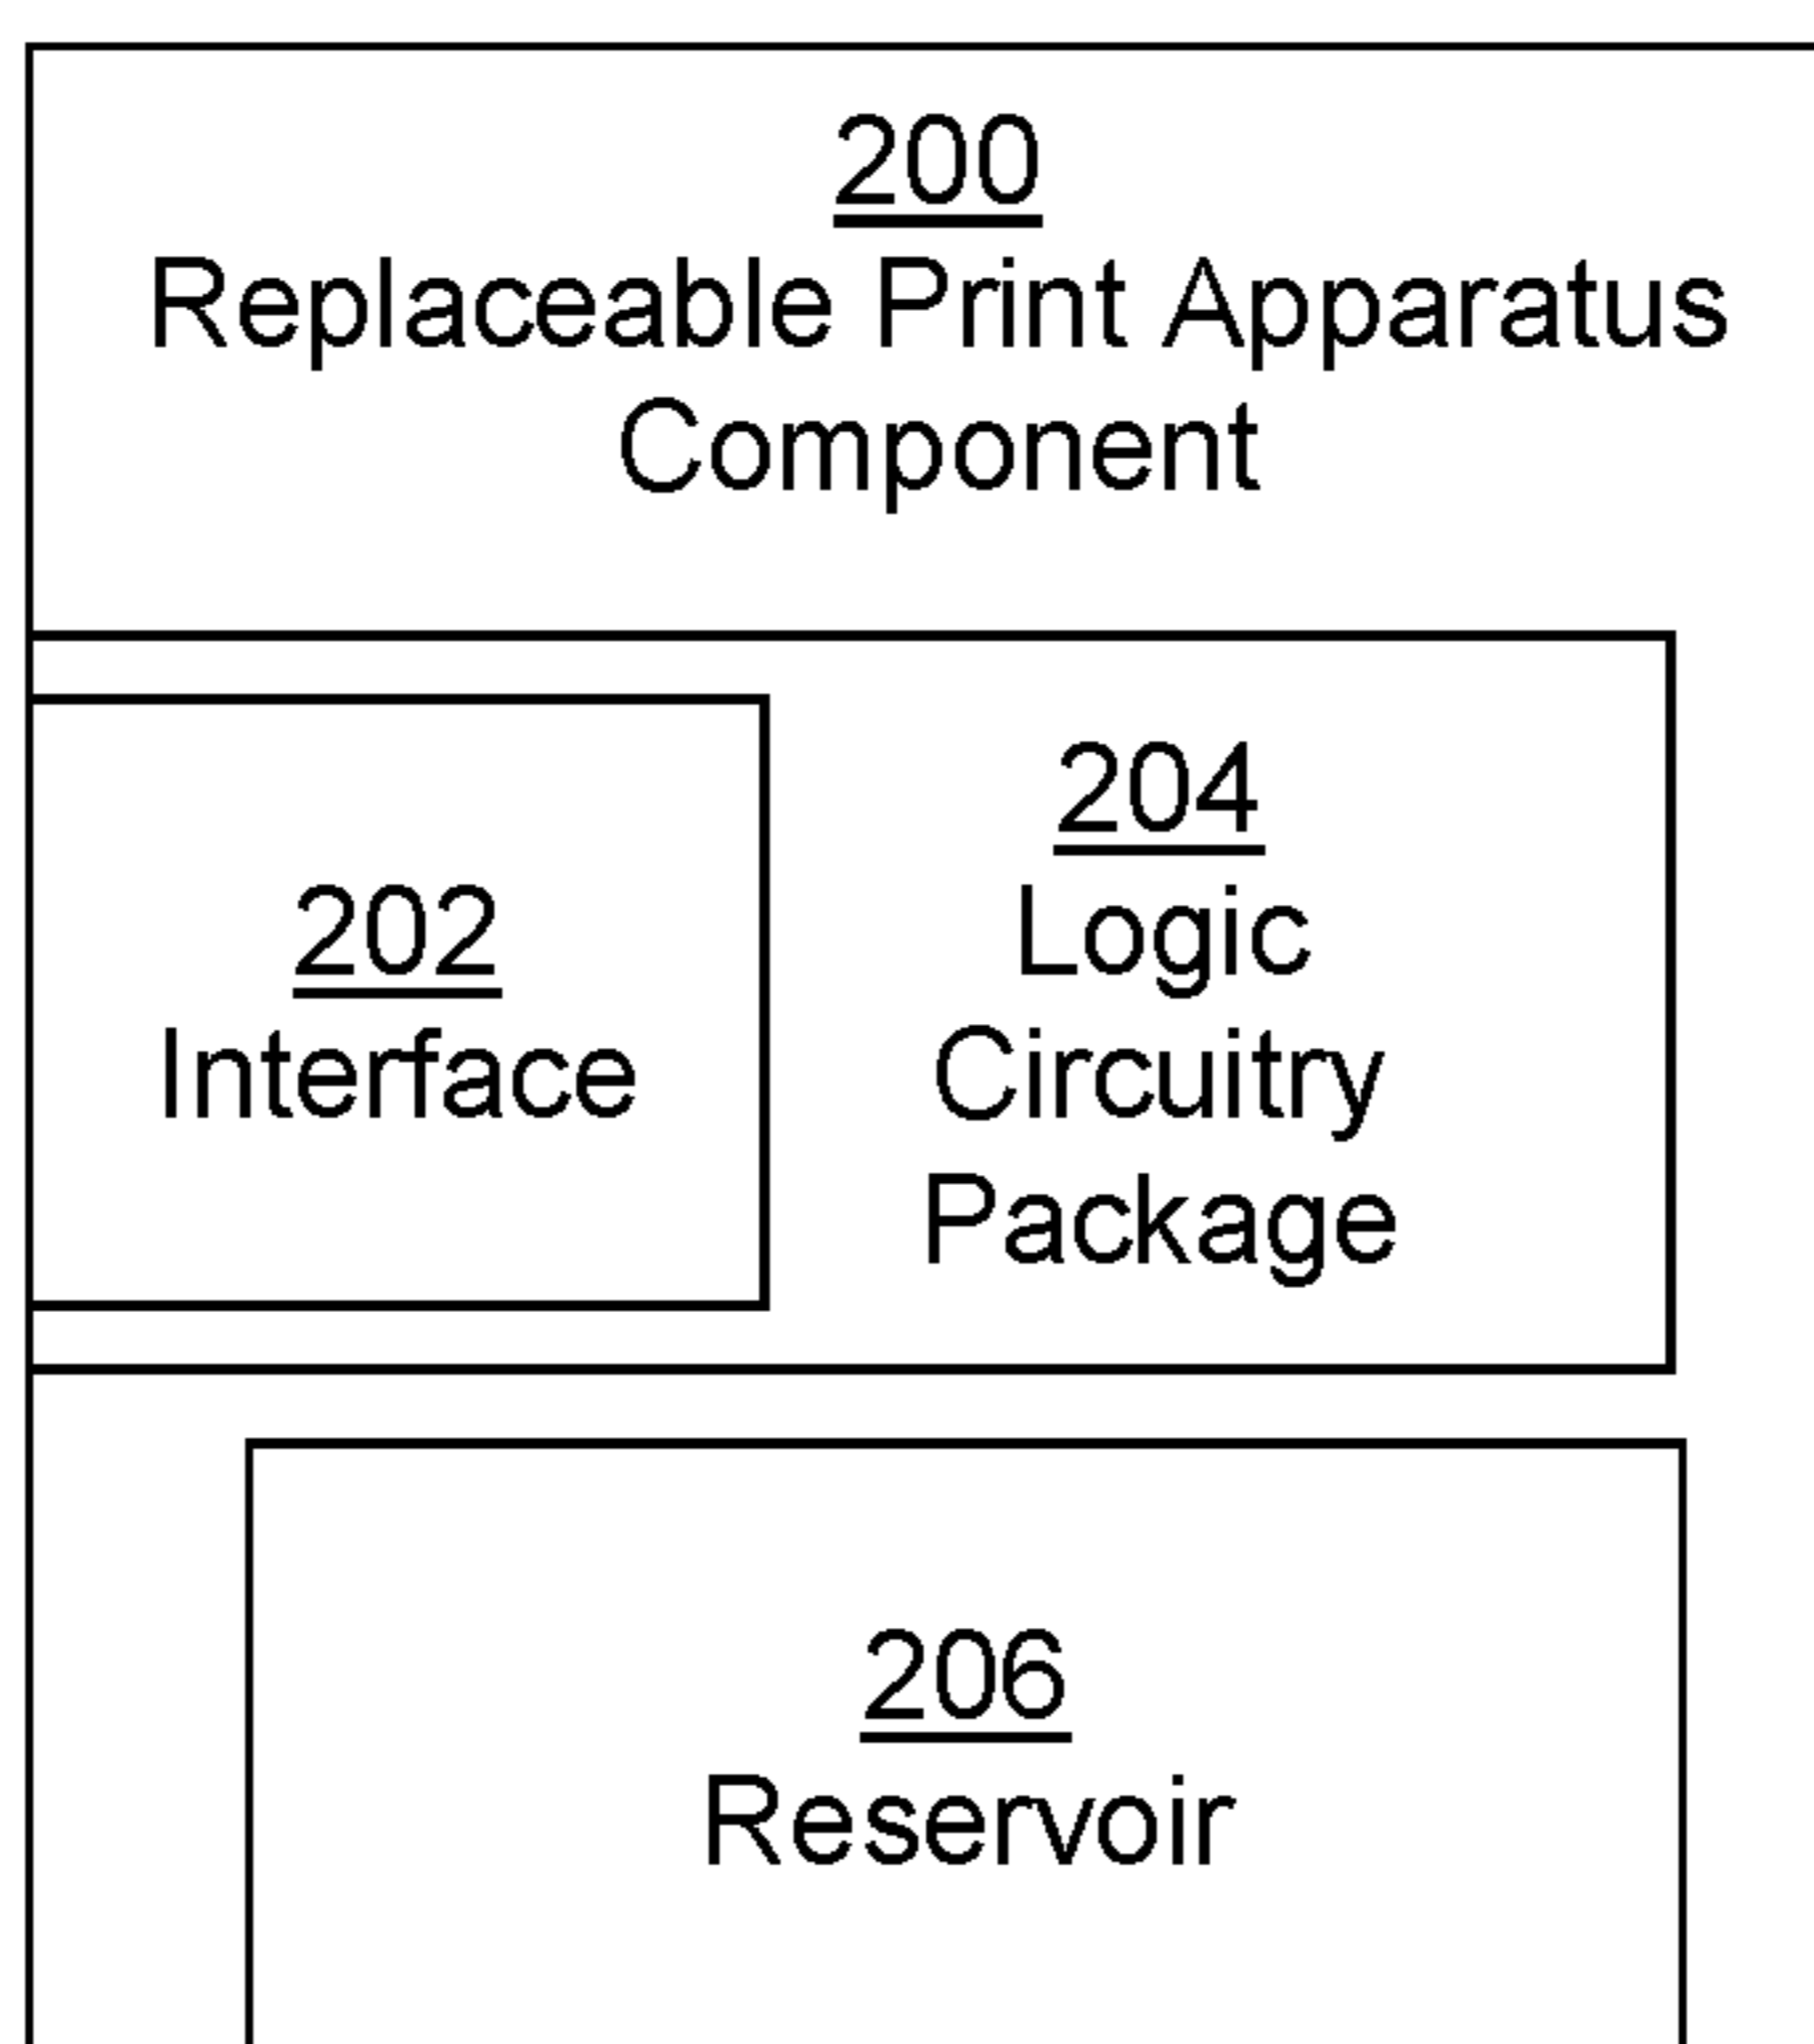 200
Replaceable Print Apparatus
Component
202
Interface
204
Logic
Circuitry
Package
206
Reservoir